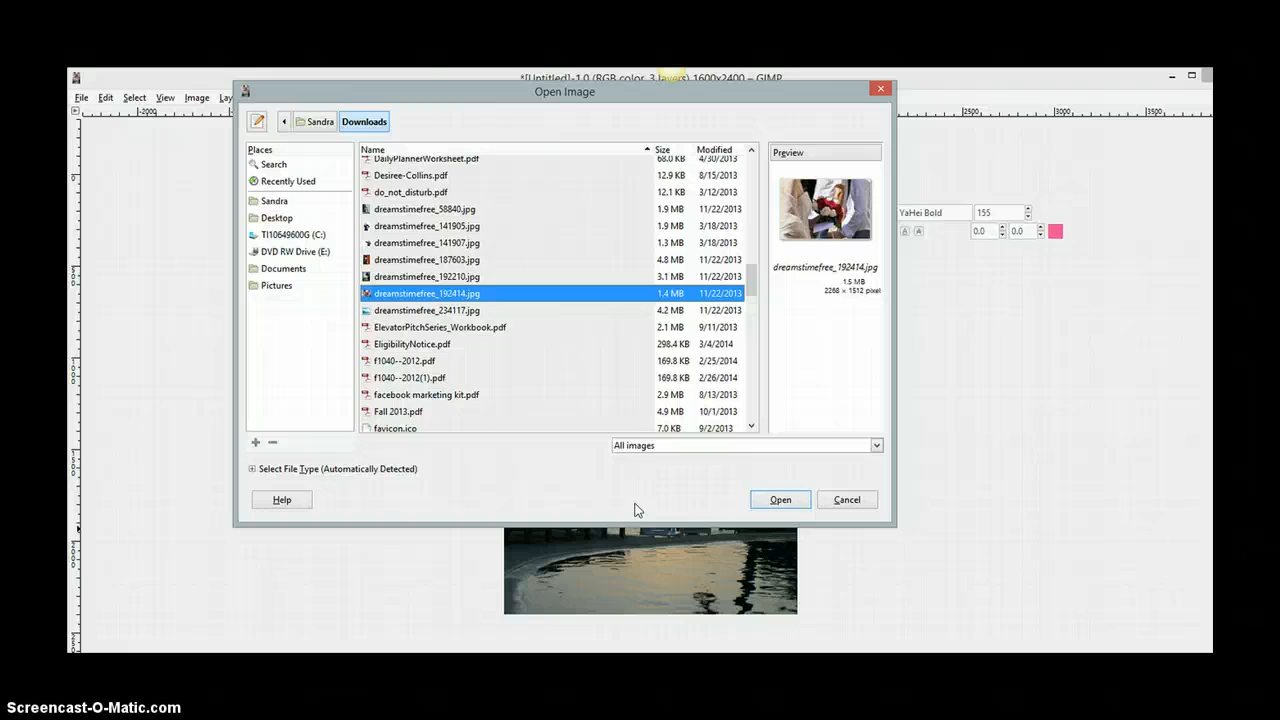 *[Untitled]-1.0 (RGB color, 3 layers) 1600x2400 – GIMP
Open Image
File Edit Select View Image Lay
-2000 2500 3000 3500
Sandra Downloads
Places
Search
Recently Used
Sandra
Desktop
TI10649600G (C:)
DVD RW Drive (E:)
Documents
Pictures
Name Size Modified
DailyPlannerWorksheet.pdf 68.0 KB 4/30/2013
Desiree-Collins.pdf 12.9 KB 8/15/2013
do_not_disturb.pdf 12.1 KB 3/12/2013
dreamstimefree_58840.jpg 1.9 MB 11/22/2013
dreamstimefree_141905.jpg 1.9 MB 3/18/2013
dreamstimefree_141907.jpg 1.3 MB 3/18/2013
dreamstimefree_187603.jpg 4.8 MB 11/22/2013
dreamstimefree_192210.jpg 3.1 MB 11/22/2013
dreamstimefree_192414.jpg 1.4 MB 11/22/2013
dreamstimefree_234117.jpg 4.2 MB 11/22/2013
ElevatorPitchSeries_Workbook.pdf 2.1 MB 9/11/2013
EligibilityNotice.pdf 298.4 KB 3/4/2014
f1040--2012.pdf 169.8 KB 2/25/2014
f1040--2012(1).pdf 169.8 KB 2/26/2014
facebook marketing kit.pdf 2.9 MB 8/13/2013
Fall 2013.pdf 4.9 MB 10/1/2013
favicon.ico 7.0 KB 9/2/2013
Preview
dreamstimefree_192414.jpg
1.5 MB
2268 × 1512 pixel
YaHei Bold 155
0.0 0.0
All images
Select File Type (Automatically Detected)
Help Open Cancel
Screencast-O-Matic.com